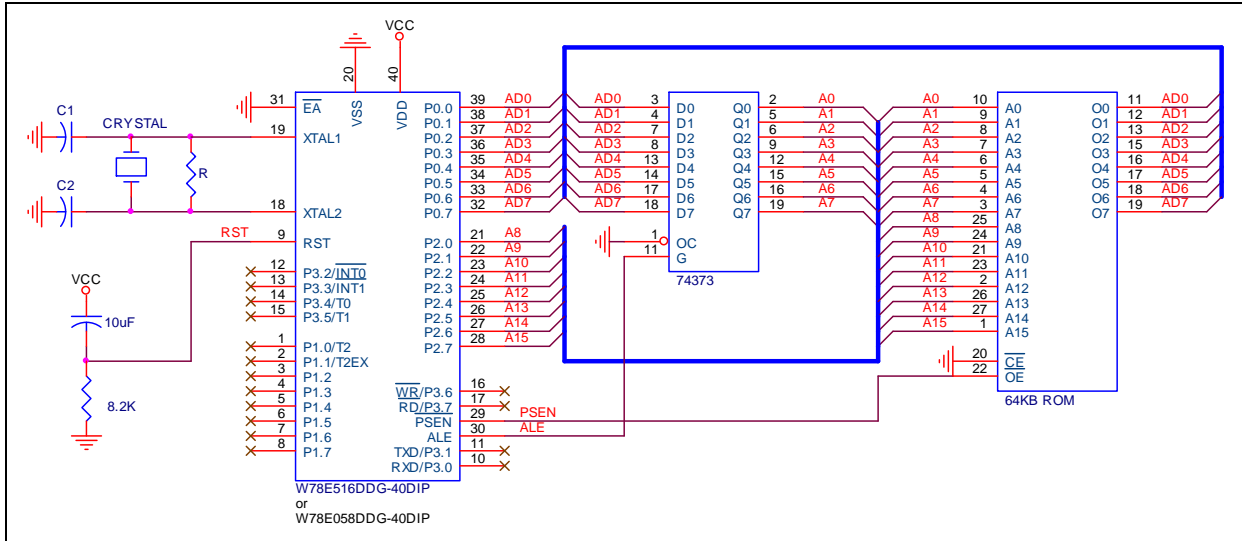 C1
CRYSTAL
R
C2
RST
VCC
10uF
8.2K
VCC
20
40
VSS
VDD
31 EA
19 XTAL1
18 XTAL2
9 RST
12 P3.2/INT0
13 P3.3/INT1
14 P3.4/T0
15 P3.5/T1
1 P1.0/T2
2 P1.1/T2EX
3 P1.2
4 P1.3
5 P1.4
6 P1.5
7 P1.6
8 P1.7
P0.0 39 AD0
P0.1 38 AD1
P0.2 37 AD2
P0.3 36 AD3
P0.4 35 AD4
P0.5 34 AD5
P0.6 33 AD6
P0.7 32 AD7
P2.0 21 A8
P2.1 22 A9
P2.2 23 A10
P2.3 24 A11
P2.4 25 A12
P2.5 26 A13
P2.6 27 A14
P2.7 28 A15
WR/P3.6 16
RD/P3.7 17
PSEN 29 PSEN
ALE 30 ALE
TXD/P3.1 11
RXD/P3.0 10
W78E516DDG-40DIP
or
W78E058DDG-40DIP
AD0 3 D0
AD1 4 D1
AD2 7 D2
AD3 8 D3
AD4 13 D4
AD5 14 D5
AD6 17 D6
AD7 18 D7
1 OC
11 G
Q0 2 A0
Q1 5 A1
Q2 6 A2
Q3 9 A3
Q4 12 A4
Q5 15 A5
Q6 16 A6
Q7 19 A7
74373
A0 10 A0
A1 9 A1
A2 8 A2
A3 7 A3
A4 6 A4
A5 5 A5
A6 4 A6
A7 3 A7
A8 25 A8
A9 24 A9
A10 21 A10
A11 23 A11
A12 2 A12
A13 26 A13
A14 27 A14
A15 1 A15
20 CE
22 OE
O0 11 AD0
O1 12 AD1
O2 13 AD2
O3 15 AD3
O4 16 AD4
O5 17 AD5
O6 18 AD6
O7 19 AD7
64KB ROM